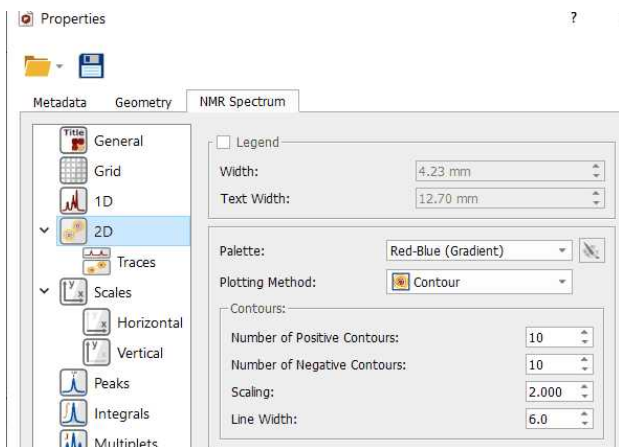 Properties
?
Metadata Geometry NMR Spectrum
Title
General
Grid
1D
2D
Traces
y x Scales
x Horizontal
y Vertical
Peaks
Integrals
Multiplets
Legend
Width: 4.23 mm
Text Width: 12.70 mm
Palette: Red-Blue (Gradient)
Plotting Method: Contour
Contours:
Number of Positive Contours: 10
Number of Negative Contours: 10
Scaling: 2.000
Line Width: 6.0